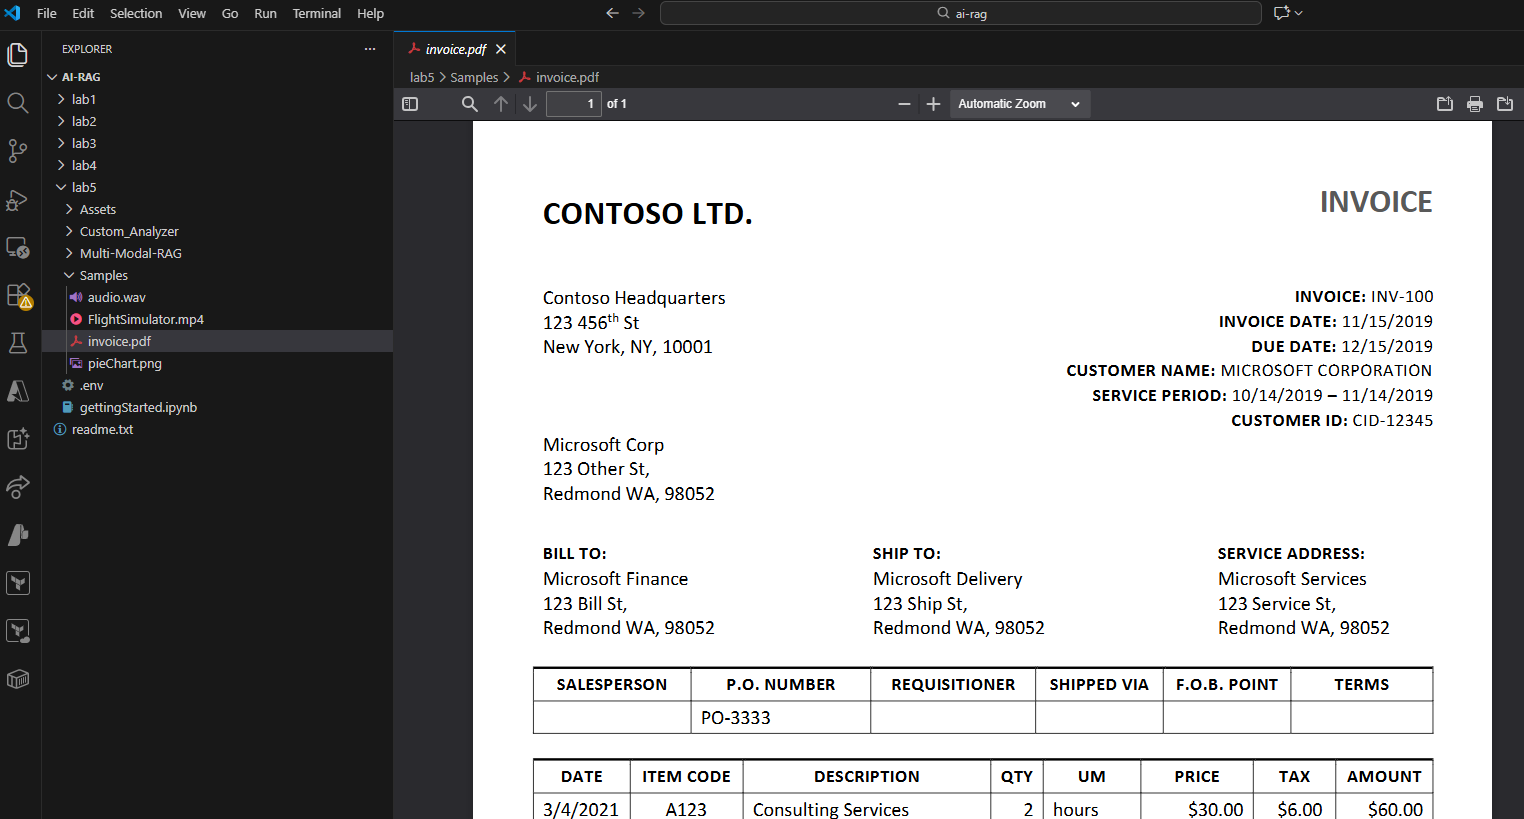 File Edit Selection View Go Run Terminal Help
ai-rag
EXPLORER
AI-RAG
lab1
lab2
lab3
lab4
lab5
Assets
Custom_Analyzer
Multi-Modal-RAG
Samples
audio.wav
FlightSimulator.mp4
invoice.pdf
pieChart.png
.env
gettingStarted.ipynb
readme.txt
invoice.pdf
lab5 > Samples > invoice.pdf
1 of 1
Automatic Zoom
CONTOSO LTD.
INVOICE
Contoso Headquarters
123 456th St
New York, NY, 10001
INVOICE: INV-100
INVOICE DATE: 11/15/2019
DUE DATE: 12/15/2019
CUSTOMER NAME: MICROSOFT CORPORATION
SERVICE PERIOD: 10/14/2019 – 11/14/2019
CUSTOMER ID: CID-12345
Microsoft Corp
123 Other St,
Redmond WA, 98052
BILL TO:
Microsoft Finance
123 Bill St,
Redmond WA, 98052
SHIP TO:
Microsoft Delivery
123 Ship St,
Redmond WA, 98052
SERVICE ADDRESS:
Microsoft Services
123 Service St,
Redmond WA, 98052
SALESPERSON P.O. NUMBER REQUISITIONER SHIPPED VIA F.O.B. POINT TERMS
PO-3333
DATE ITEM CODE DESCRIPTION QTY UM PRICE TAX AMOUNT
3/4/2021 A123 Consulting Services 2 hours $30.00 $6.00 $60.00